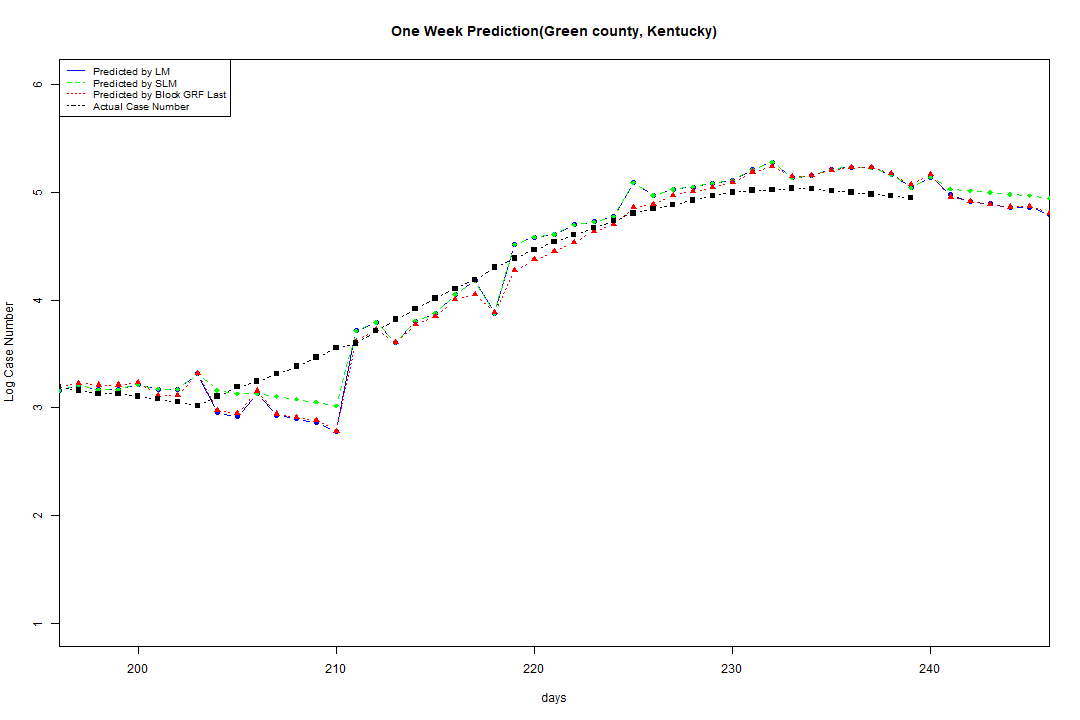 One Week Prediction(Green county, Kentucky)
Predicted by LM
Predicted by SLM
Predicted by Block GRF Last
Actual Case Number
6
5
4
3
2
1
Log Case Number
200 210 220 230 240
days